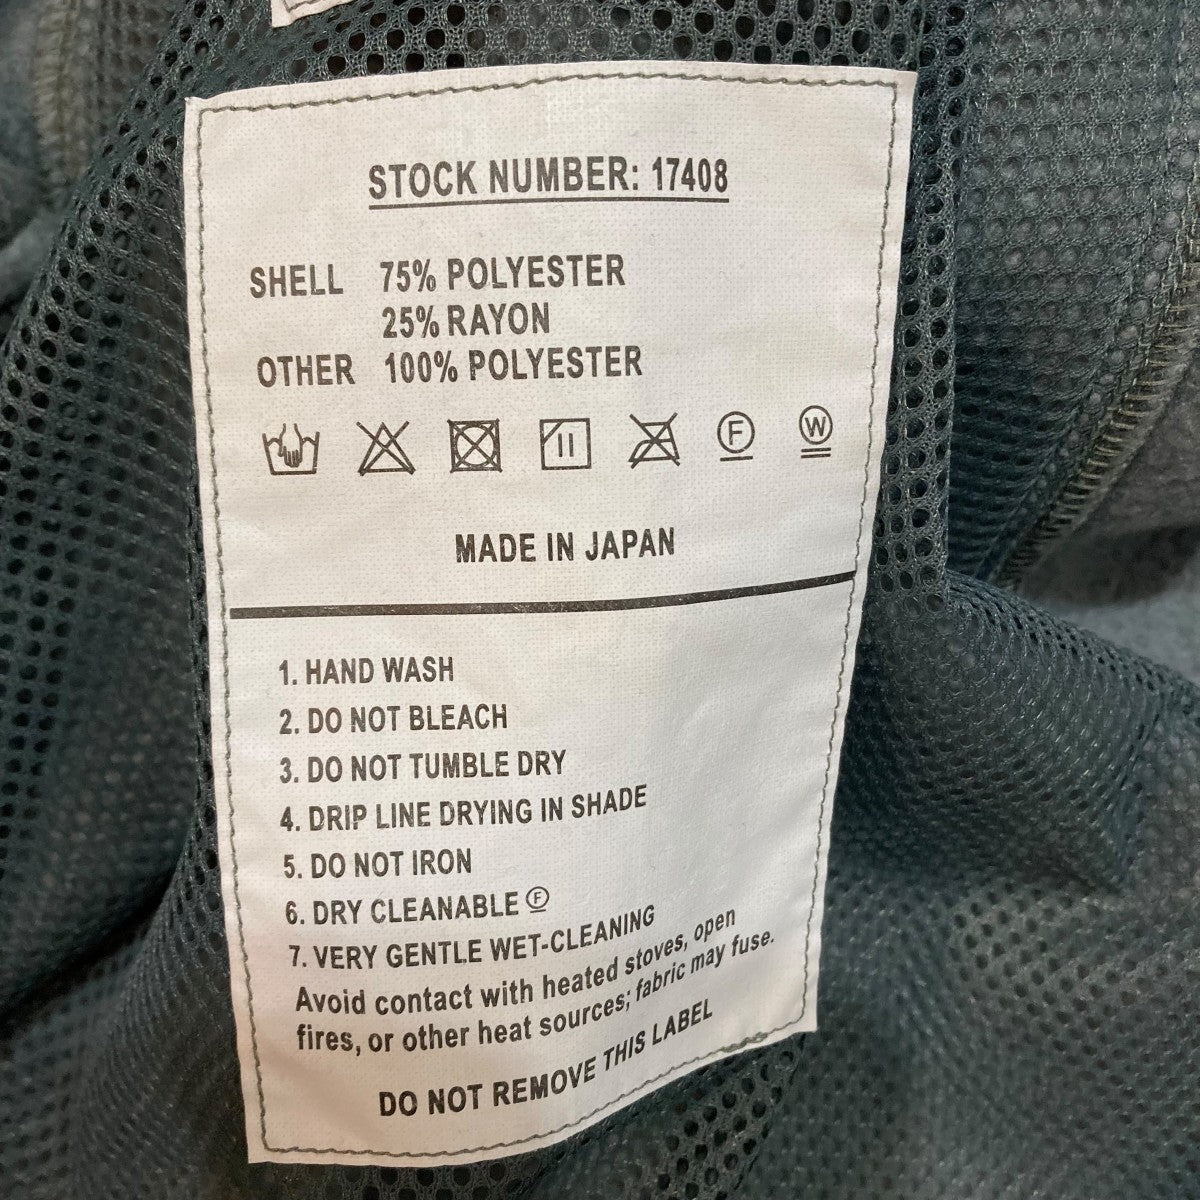 STOCK NUMBER: 17408
SHELL 75% POLYESTER
25% RAYON
OTHER 100% POLYESTER
F W
MADE IN JAPAN
1. HAND WASH
2. DO NOT BLEACH
3. DO NOT TUMBLE DRY
4. DRIP LINE DRYING IN SHADE
5. DO NOT IRON
6. DRY CLEANABLE Ⓕ
7. VERY GENTLE WET-CLEANING
Avoid contact with heated stoves, open
fires, or other heat sources; fabric may fuse.
DO NOT REMOVE THIS LABEL